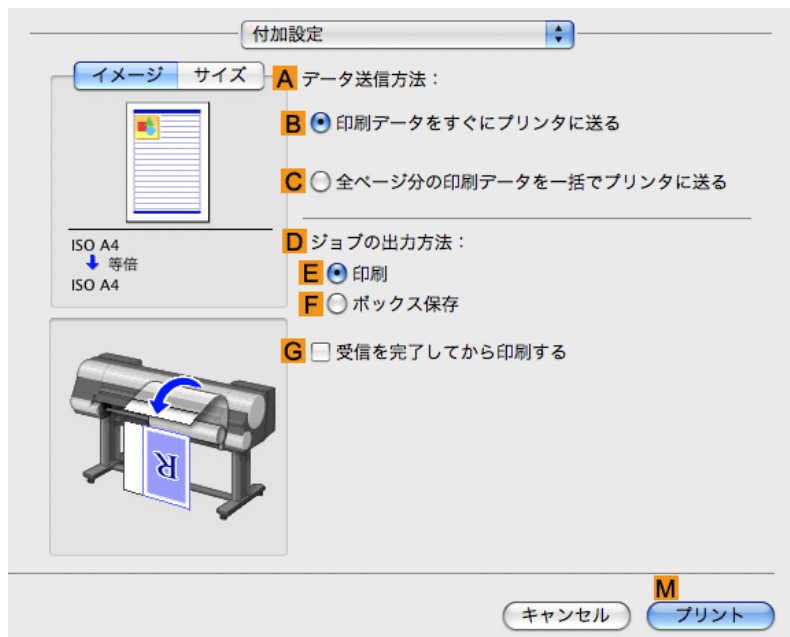 付加設定
イメージ サイズ
A データ送信方法：
B 印刷データをすぐにプリンタに送る
C 全ページ分の印刷データを一括でプリンタに送る
ISO A4
等倍
ISO A4
D ジョブの出力方法：
E 印刷
F ボックス保存
G 受信を完了してから印刷する
R
M
キャンセル プリント